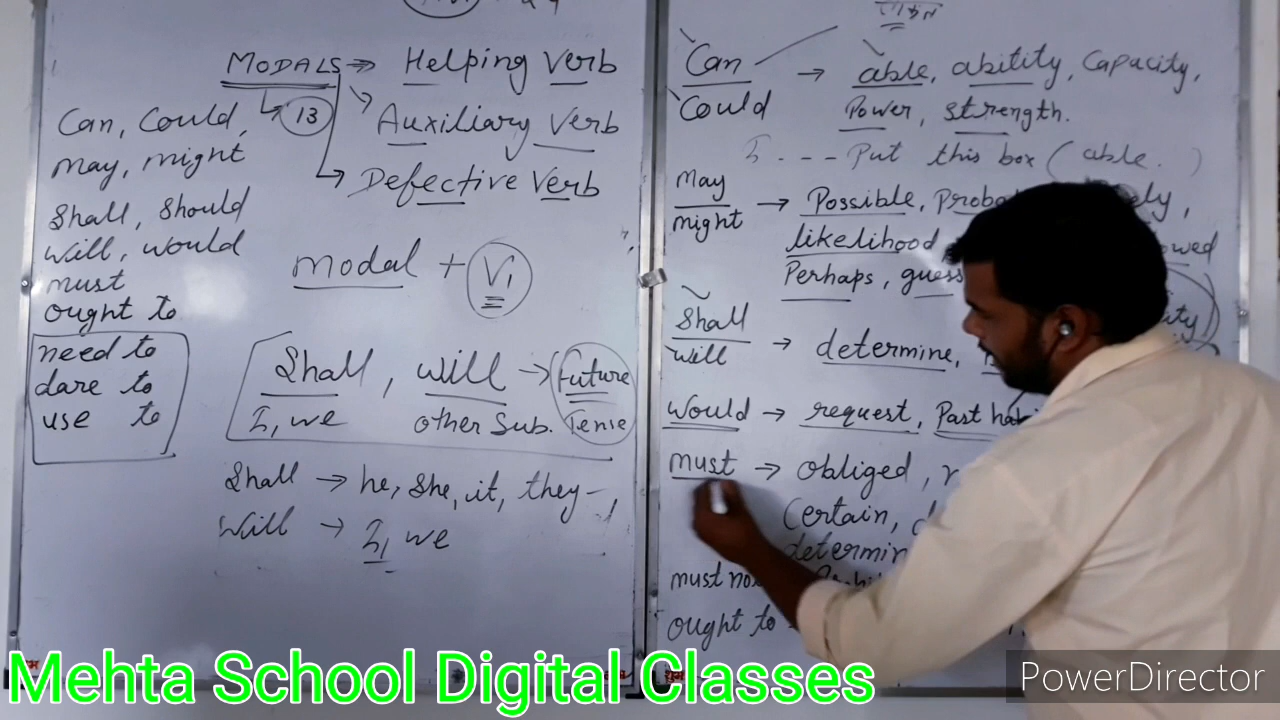 MODALS → Helping Verb
13
Auxiliary Verb
Defective Verb
Can, Could,
may, might
Shall, Should
will, would
must
ought to
need to
dare to
use to
modal + V1
Shall, will → Future
I, we other Sub. Tense
Shall → he, she, it, they
Will → I, we
Can
Could → able, ability, Capacity,
Power, Strength.
I --- Put this box (able. )
may
might → Possible,
likelihood
Perhaps,
Shall
will → determine,
would → request, Past
must → obliged,
Certain,
must
ought to
Mehta School Digital Classes
PowerDirector